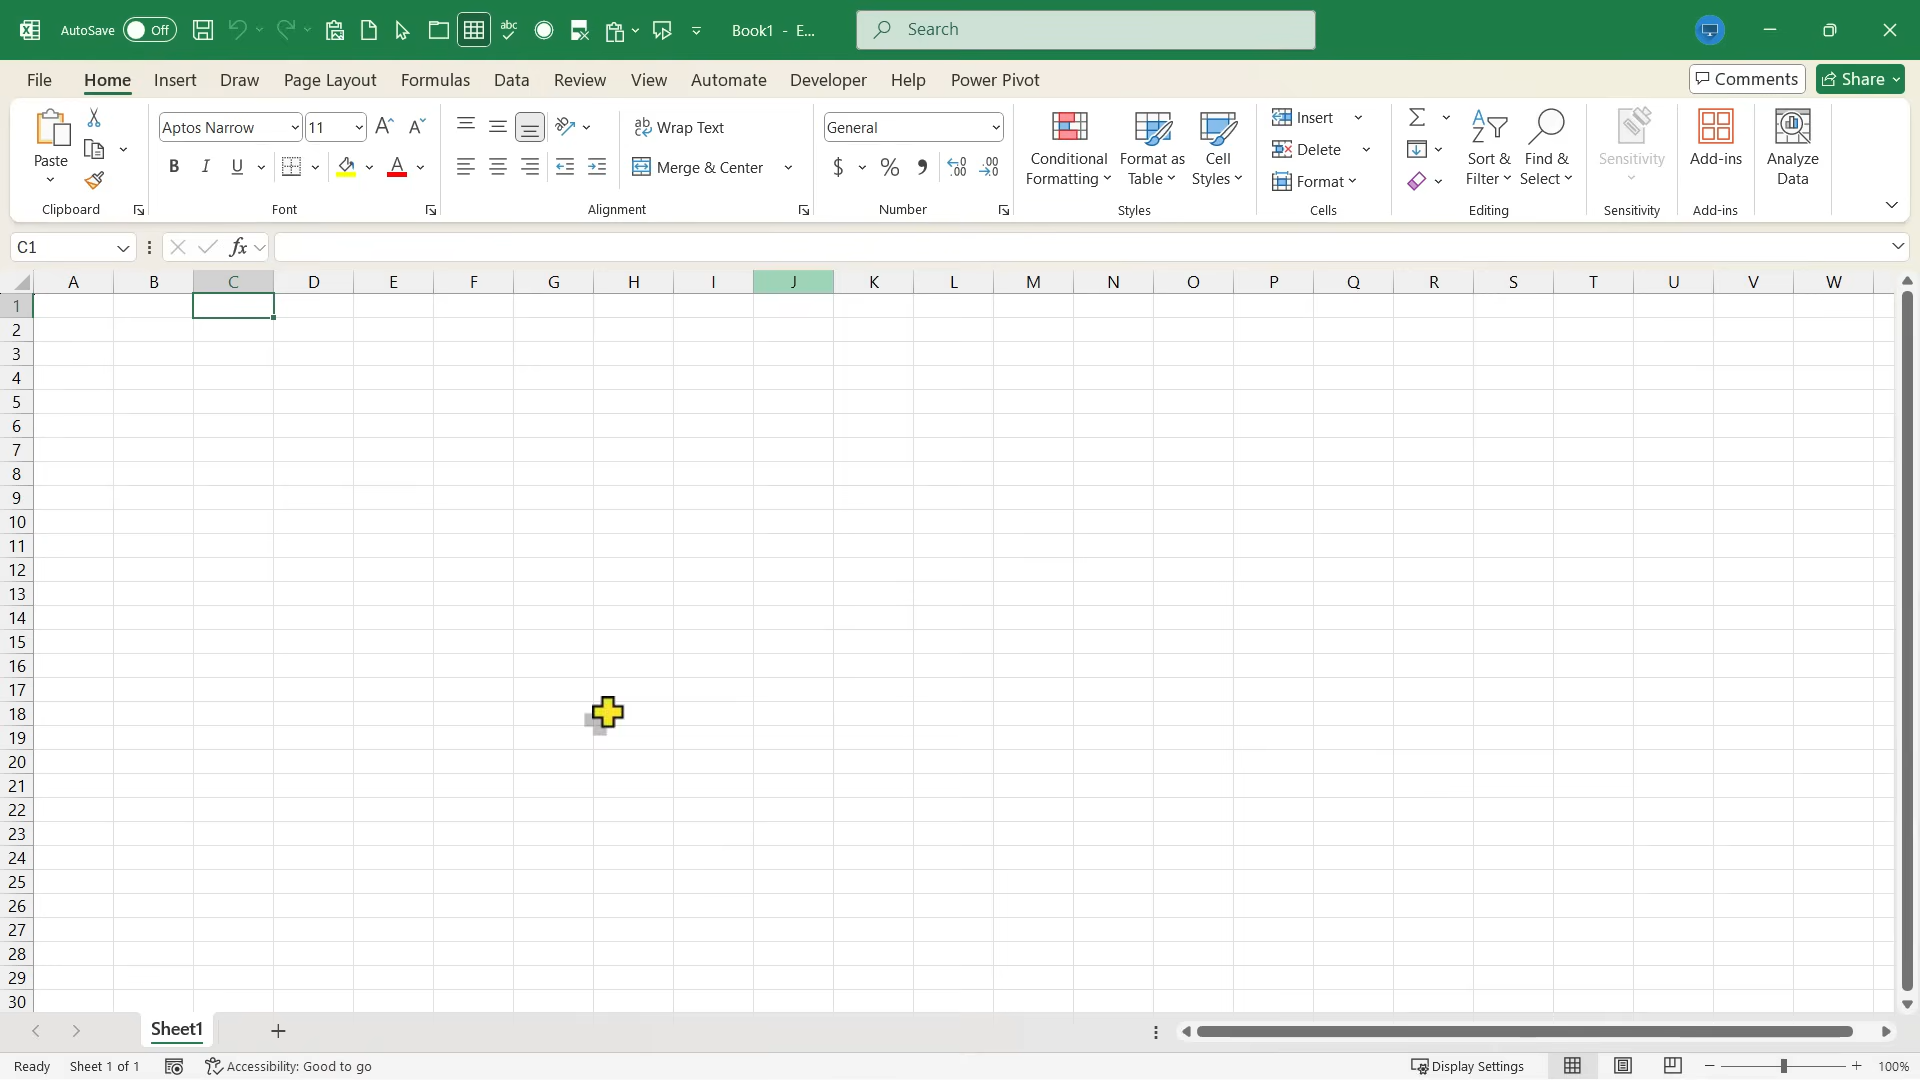 AutoSave Off abc Book1 - E... Search
File Home Insert Draw Page Layout Formulas Data Review View Automate Developer Help Power Pivot Comments Share
Paste
Clipboard
Aptos Narrow 11 A A
B I U A
Font
ab Wrap Text
Merge & Center
Alignment
General
$ % 9 .00 .00
Number
Conditional Formatting
Format as Table
Cell Styles
Styles
Insert
Delete
Format
Cells
Σ
Sort & Filter
Find & Select
Editing
Sensitivity
Sensitivity
Add-ins
Add-ins
Analyze Data
C1 fx
A B C D E F G H I J K L M N O P Q R S T U V W
1
2
3
4
5
6
7
8
9
10
11
12
13
14
15
16
17
18
19
20
21
22
23
24
25
26
27
28
29
30
Sheet1
Ready Sheet 1 of 1 Accessibility: Good to go Display Settings 100%